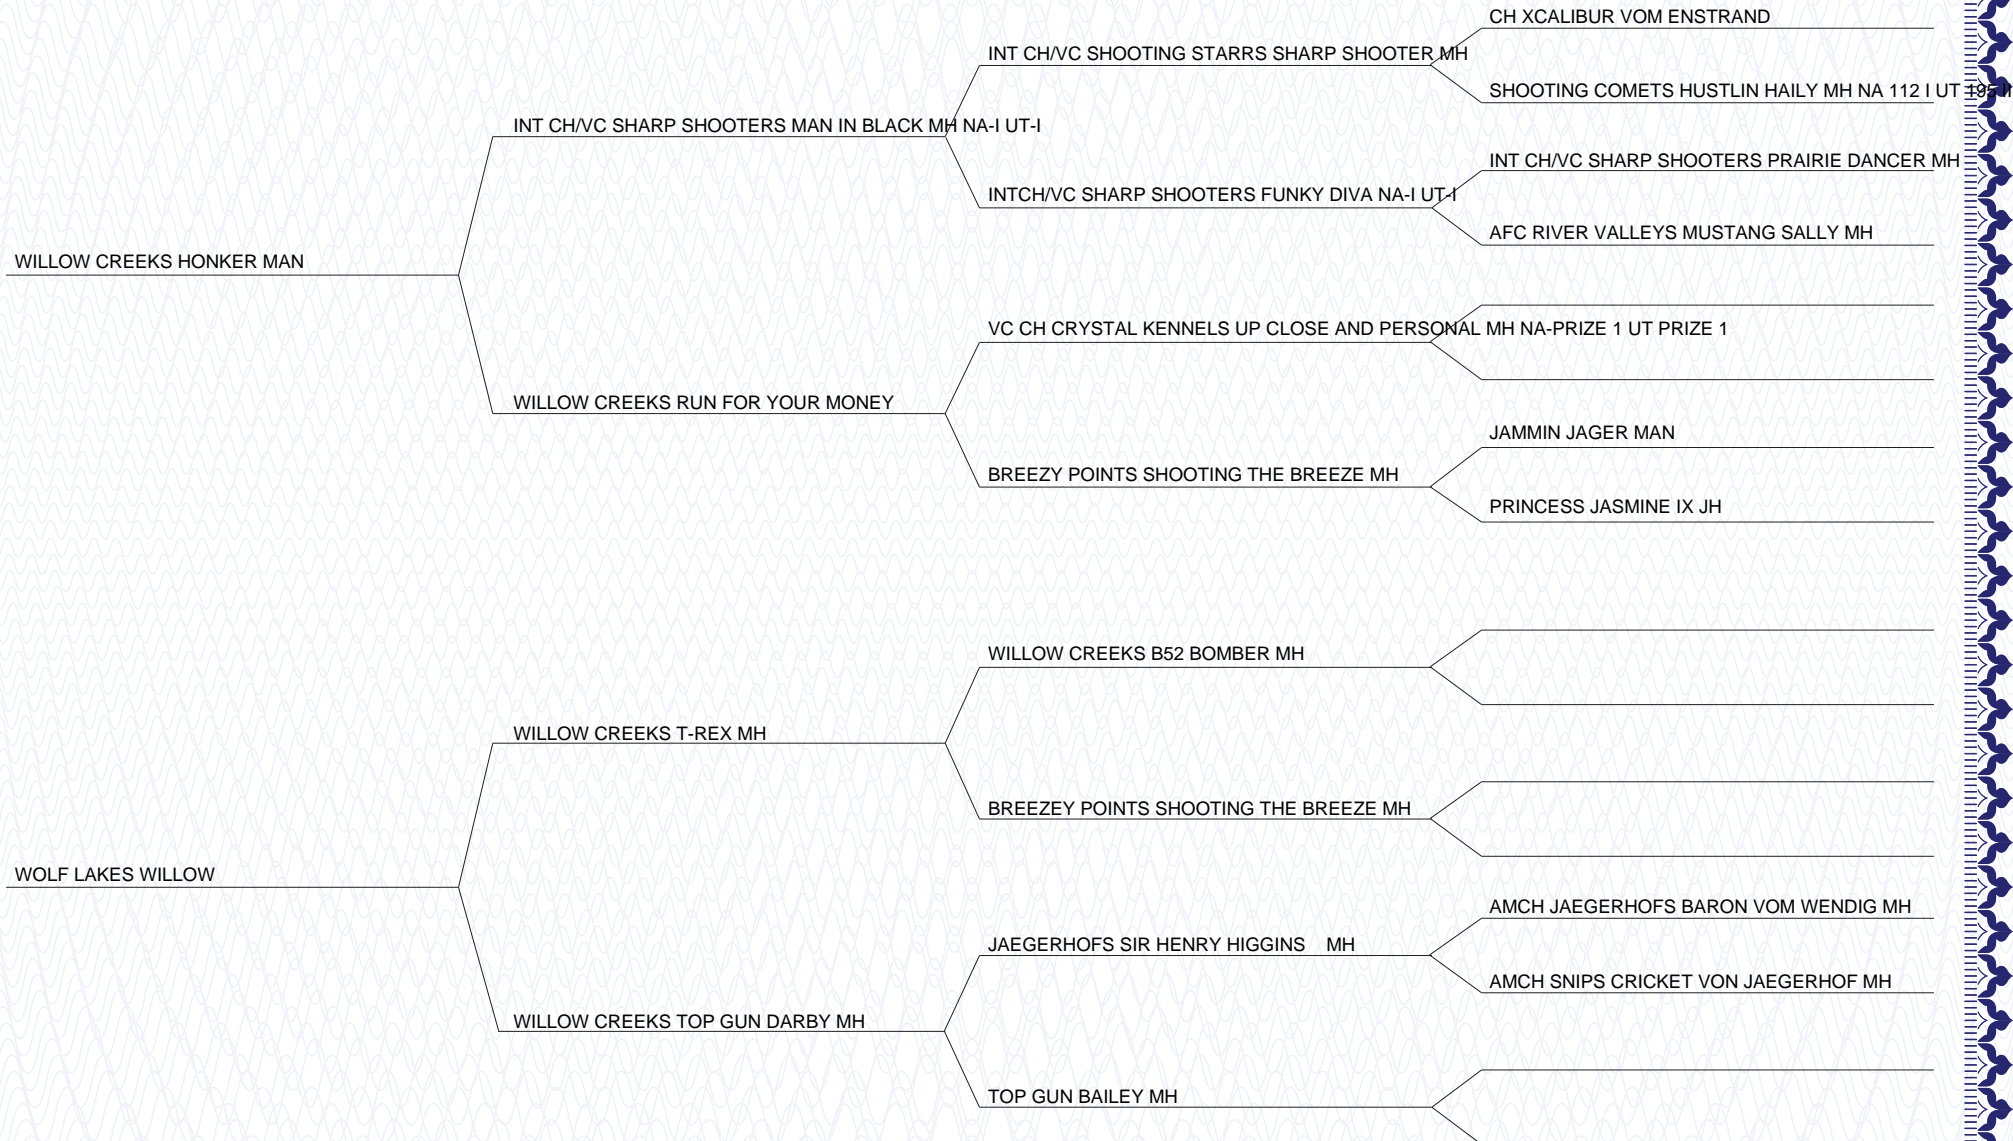 CH XCALIBUR VOM ENSTRAND
INT CH/VC SHOOTING STARRS SHARP SHOOTER MH
SHOOTING COMETS HUSTLIN HAILY MH NA 112 I UT 195 II
INT CH/VC SHARP SHOOTERS MAN IN BLACK MH NA-I UT-I
INT CH/VC SHARP SHOOTERS PRAIRIE DANCER MH
INTCH/VC SHARP SHOOTERS FUNKY DIVA NA-I UT-I
AFC RIVER VALLEYS MUSTANG SALLY MH
WILLOW CREEKS HONKER MAN
VC CH CRYSTAL KENNELS UP CLOSE AND PERSONAL MH NA-PRIZE 1 UT PRIZE 1
WILLOW CREEKS RUN FOR YOUR MONEY
JAMMIN JAGER MAN
BREEZY POINTS SHOOTING THE BREEZE MH
PRINCESS JASMINE IX JH
WILLOW CREEKS B52 BOMBER MH
WILLOW CREEKS T-REX MH
BREEZEY POINTS SHOOTING THE BREEZE MH
WOLF LAKES WILLOW
AMCH JAEGERHOFS BARON VOM WENDIG MH
JAEGERHOFS SIR HENRY HIGGINS MH
AMCH SNIPS CRICKET VON JAEGERHOF MH
WILLOW CREEKS TOP GUN DARBY MH
TOP GUN BAILEY MH